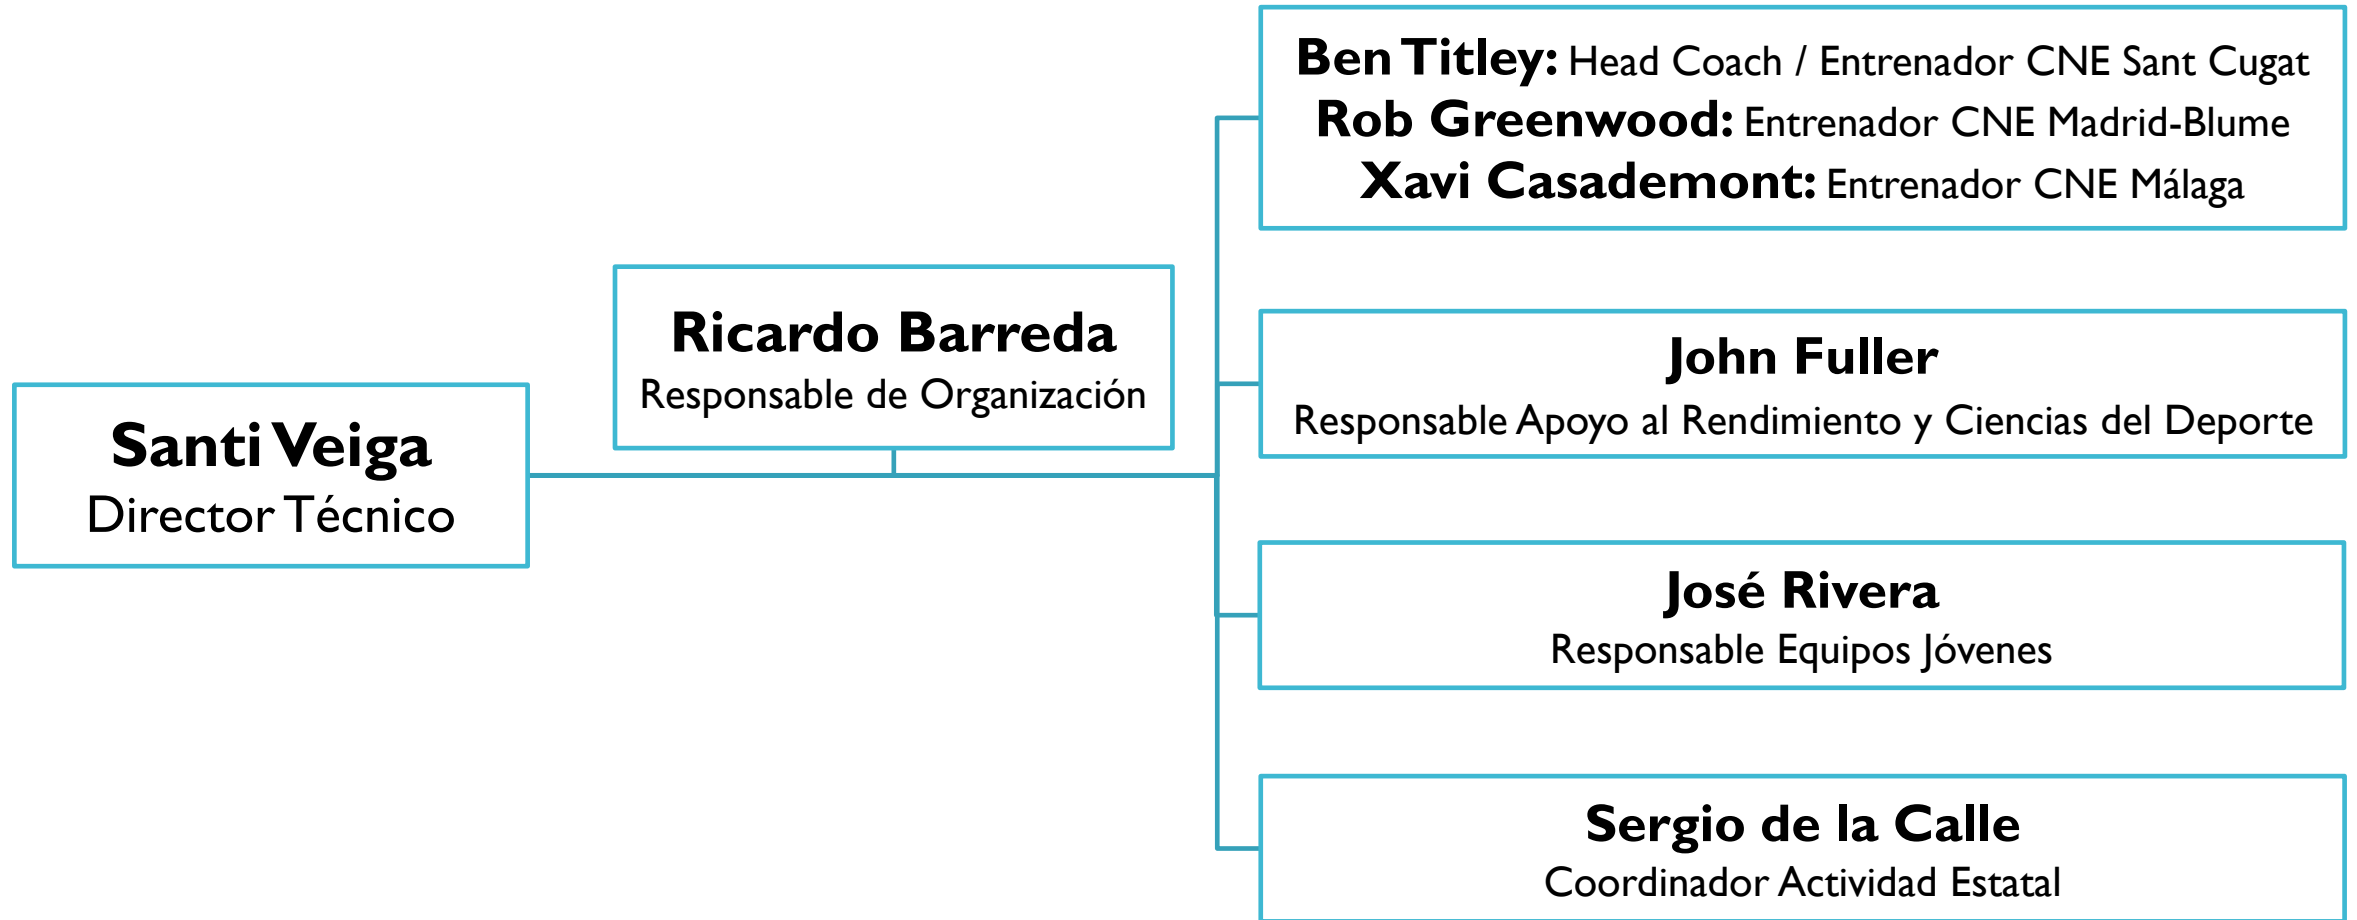 Santi Veiga
Director Técnico
Ricardo Barreda
Responsable de Organización
Ben Titley: Head Coach / Entrenador CNE Sant Cugat
Rob Greenwood: Entrenador CNE Madrid-Blume
Xavi Casademont: Entrenador CNE Málaga
John Fuller
Responsable Apoyo al Rendimiento y Ciencias del Deporte
José Rivera
Responsable Equipos Jóvenes
Sergio de la Calle
Coordinador Actividad Estatal